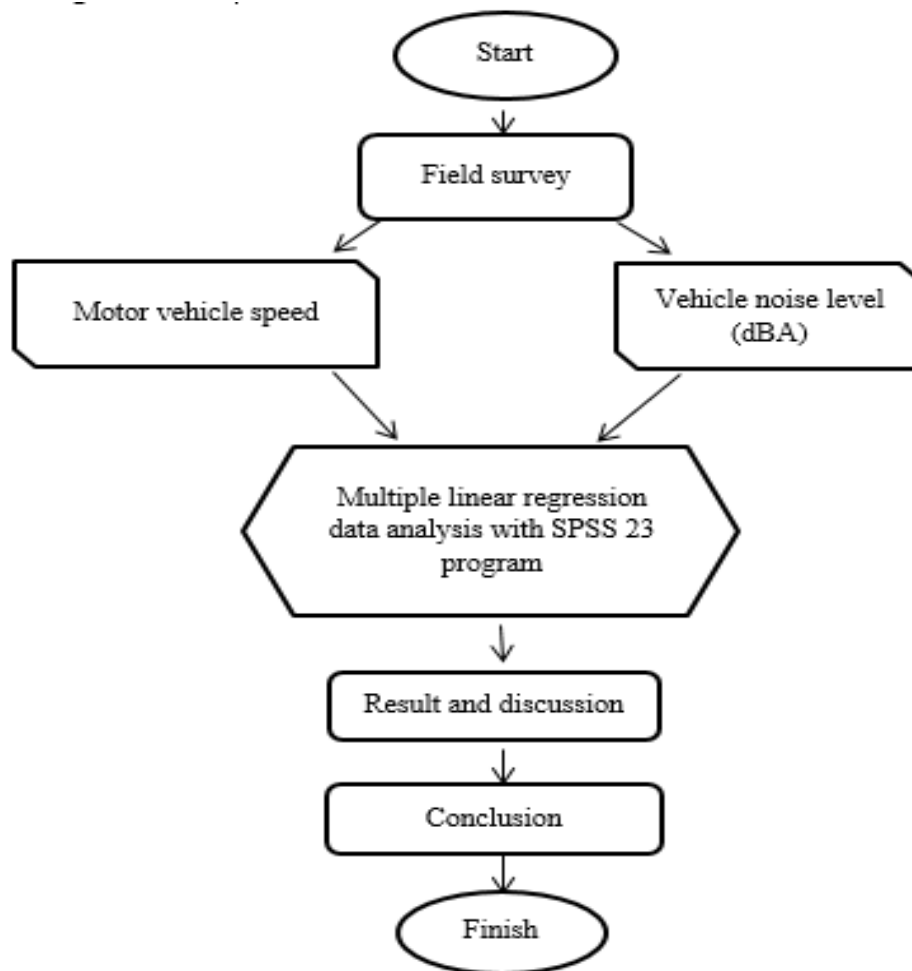 Start
Field survey
Motor vehicle speed
Vehicle noise level
(dBA)
Multiple linear regression
data analysis with SPSS 23
program
Result and discussion
Conclusion
Finish